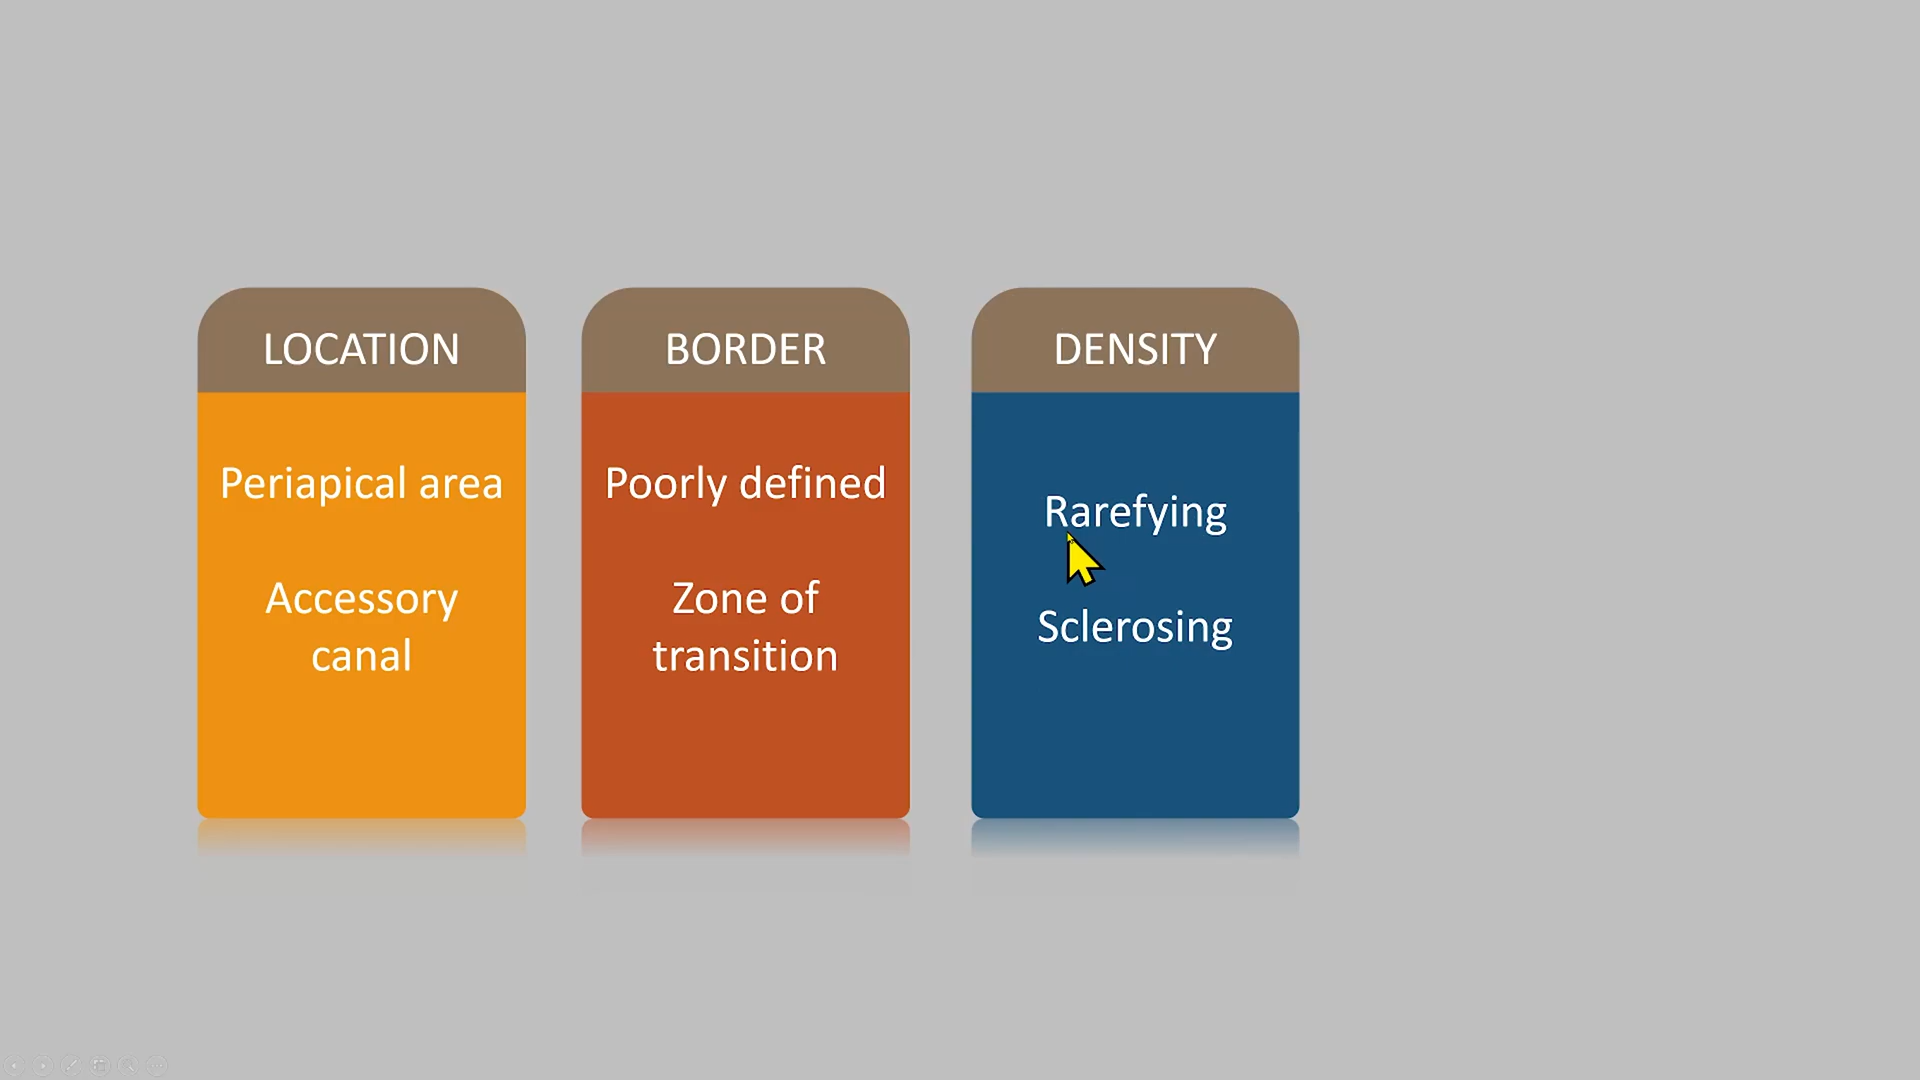 LOCATION
Periapical area
Accessory
canal
BORDER
Poorly defined
Zone of
transition
DENSITY
Rarefying
Sclerosing